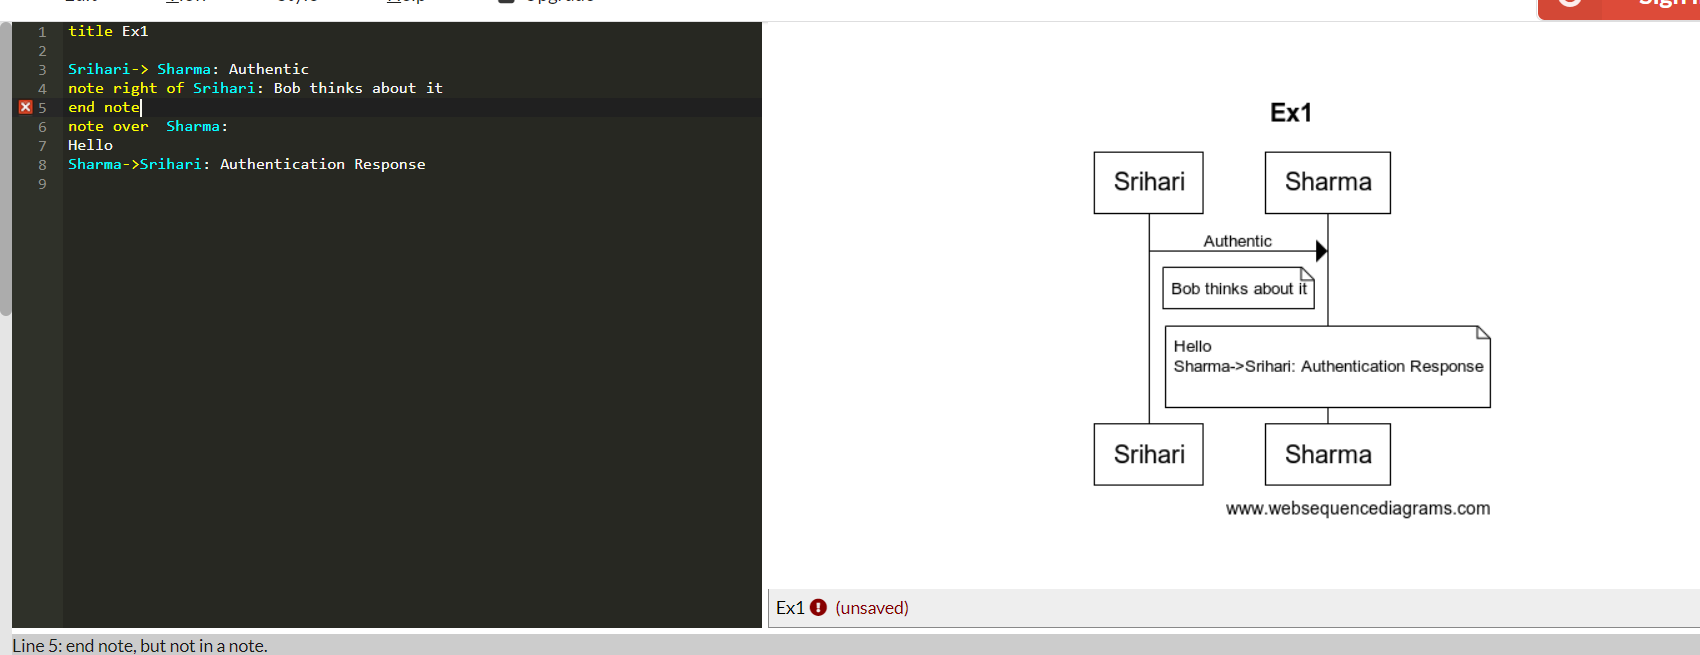 Upgrade
Sign
1 title Ex1
2
3 Srihari-> Sharma: Authentic
4 note right of Srihari: Bob thinks about it
5 end note
6 note over  Sharma:
7 Hello
8 Sharma->Srihari: Authentication Response
9
Ex1
Srihari
Sharma
Authentic
Bob thinks about it
Hello
Sharma->Srihari: Authentication Response
Srihari
Sharma
www.websequencediagrams.com
Ex1 (unsaved)
Line 5: end note, but not in a note.